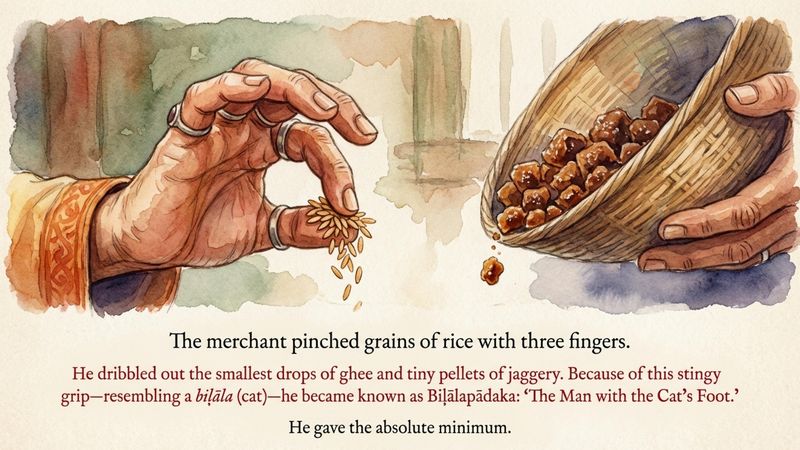 The merchant pinched grains of rice with three fingers.
He dribbled out the smallest drops of ghee and tiny pellets of jaggery. Because of this stingy
grip—resembling a biḷāla (cat)—he became known as Biḷālapādaka: ‘The Man with the Cat’s Foot.’
He gave the absolute minimum.